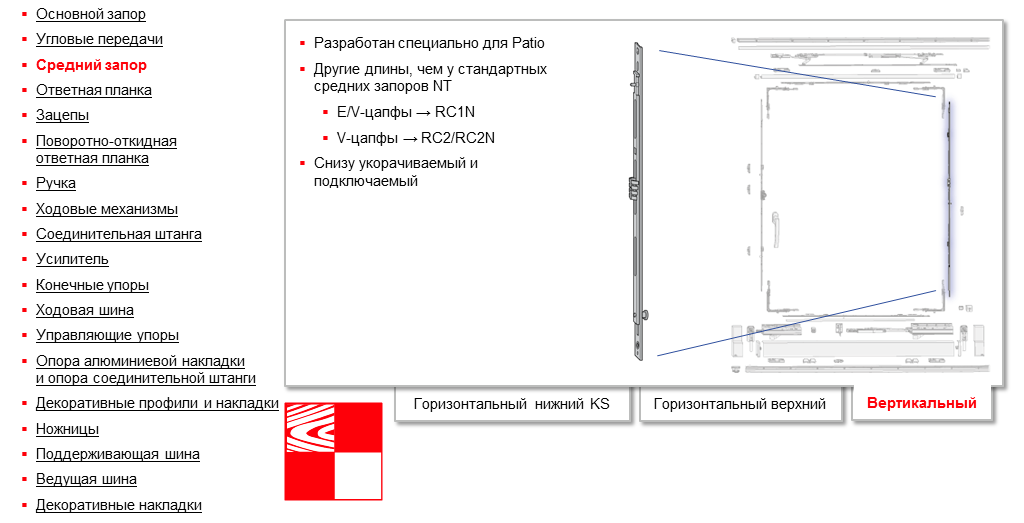 Основной запор
Угловые передачи
Средний запор
Ответная планка
Зацепы
Поворотно-откидная
ответная планка
Ручка
Ходовые механизмы
Соединительная штанга
Усилитель
Конечные упоры
Ходовая шина
Управляющие упоры
Опора алюминиевой накладки
и опора соединительной штанги
Декоративные профили и накладки
Ножницы
Поддерживающая шина
Ведущая шина
Декоративные накладки
Разработан специально для Patio
Другие длины, чем у стандартных
средних запоров NT
E/V-цапфы → RC1N
V-цапфы → RC2/RC2N
Снизу укорачиваемый и
подключаемый
Горизонтальный нижний KS
Горизонтальный верхний
Вертикальный